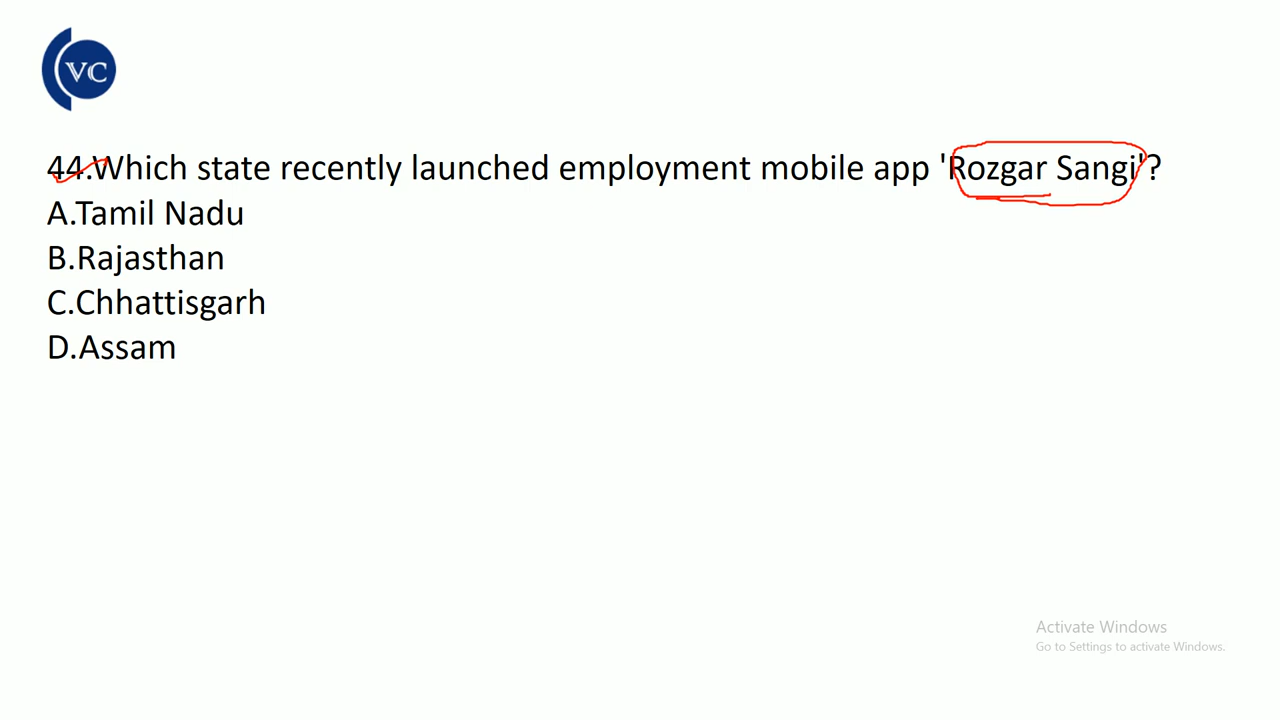 VC
44.Which state recently launched employment mobile app 'Rozgar Sangi'?
A.Tamil Nadu
B.Rajasthan
C.Chhattisgarh
D.Assam
Activate Windows
Go to Settings to activate Windows.